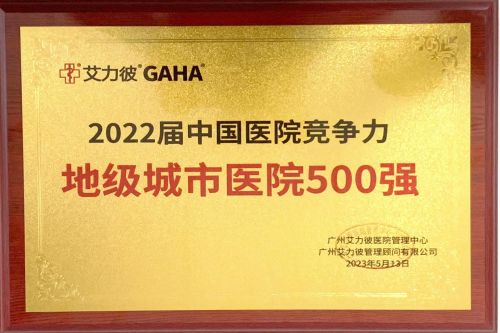 艾力彼® GAHA®
2022届中国医院竞争力
地级城市医院500强
广州艾力彼医院管理中心
广州艾力彼管理顾问有限公司
2023年5月13日